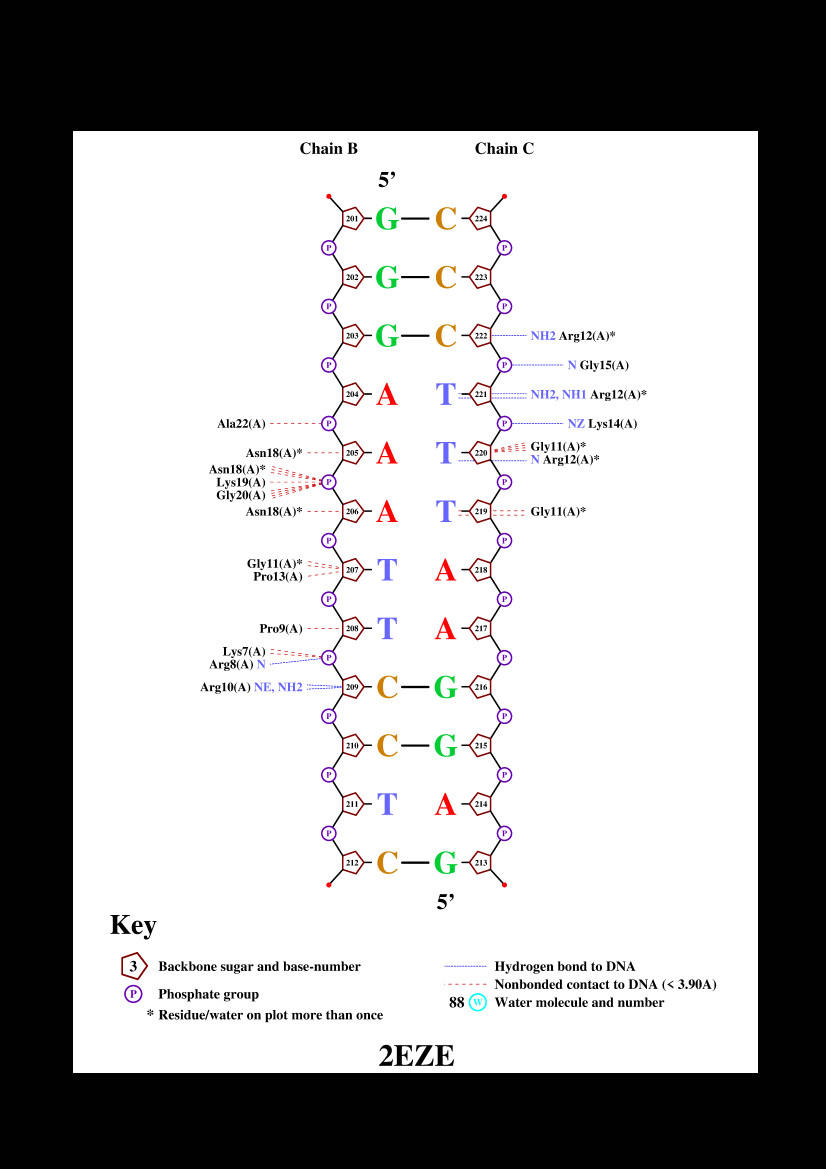 Chain B Chain C
5’
201 G C 224
P P
202 G C 223
P P
203 G C 222 NH2 Arg12(A)*
P P N Gly15(A)
204 A T 221 NH2, NH1 Arg12(A)*
Ala22(A) P P NZ Lys14(A)
Asn18(A)* 205 A T 220 Gly11(A)*
N Arg12(A)*
Asn18(A)*
Lys19(A) P P
Gly20(A)
Asn18(A)* 206 A T 219 Gly11(A)*
P P
Gly11(A)* 207 T A 218
Pro13(A)
P P
Pro9(A) 208 T A 217
Lys7(A) P P
Arg8(A) N
Arg10(A) NE, NH2 209 C G 216
P P
210 C G 215
P P
211 T A 214
P P
212 C G 213
5’
Key
3 Backbone sugar and base-number
P Phosphate group
* Residue/water on plot more than once
Hydrogen bond to DNA
Nonbonded contact to DNA (< 3.90A)
88 W Water molecule and number
2EZE